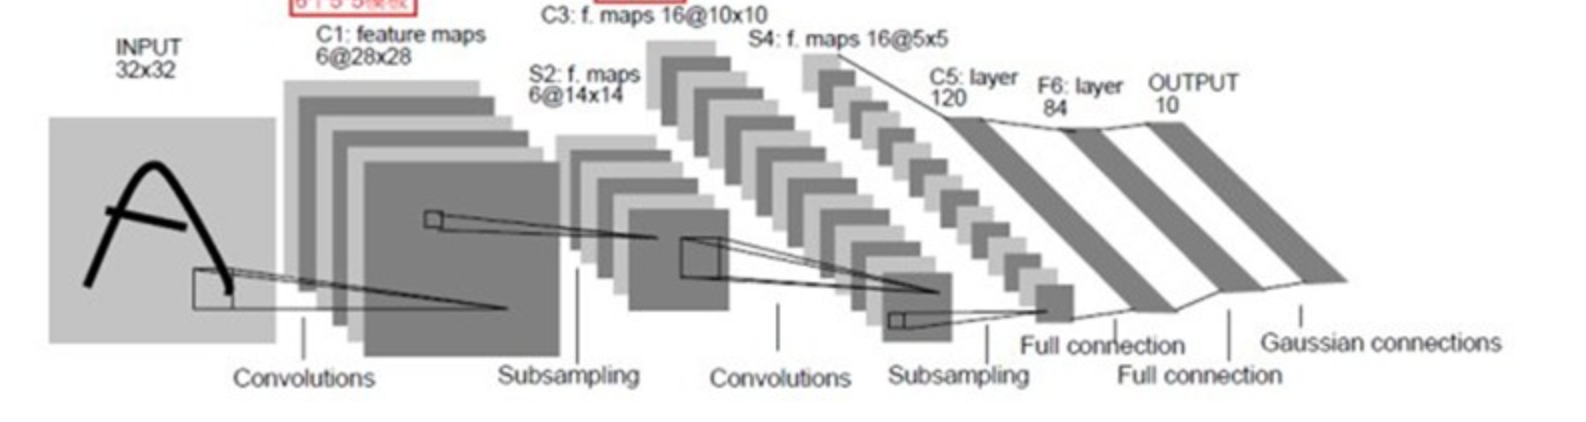 INPUT
32x32
C1: feature maps
6@28x28
S2: f. maps
6@14x14
C3: f. maps 16@10x10
S4: f. maps 16@5x5
C5: layer
120
F6: layer
84
OUTPUT
10
Convolutions
Subsampling
Convolutions
Subsampling
Full connection
Full connection
Gaussian connections